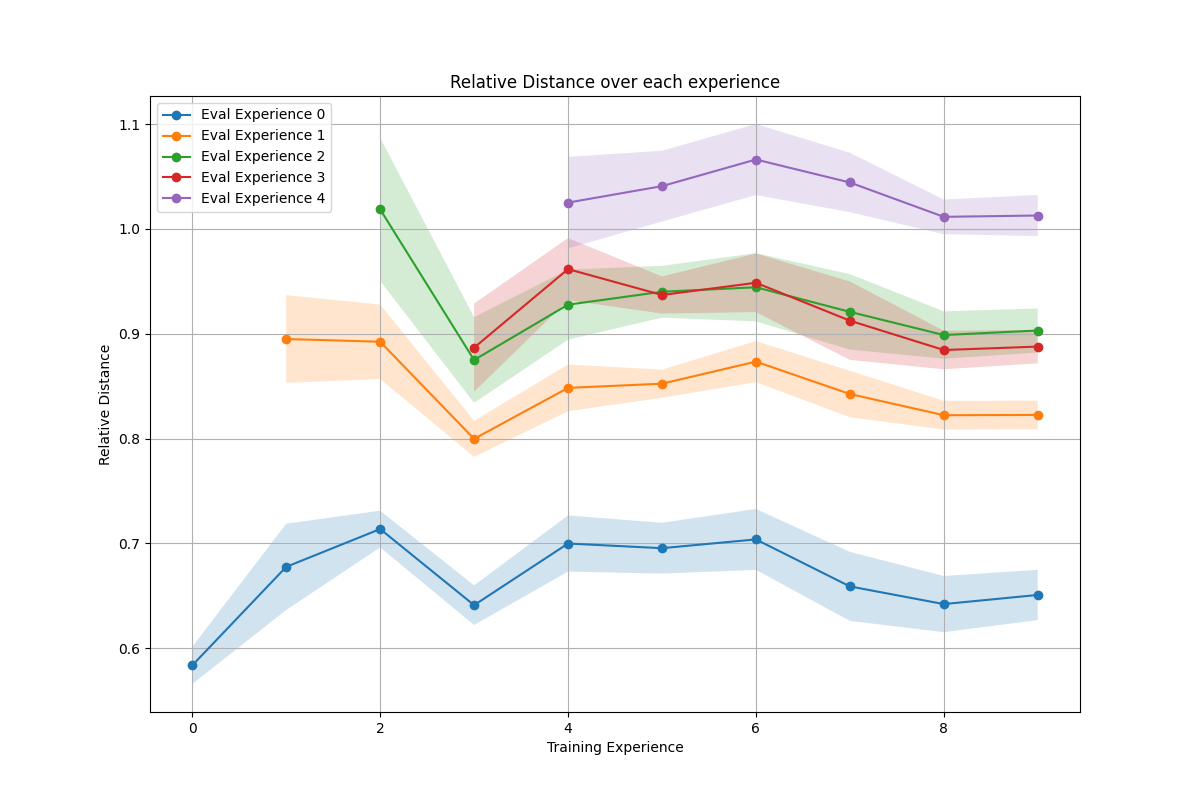 Relative Distance over each experience
Eval Experience 0
Eval Experience 1
Eval Experience 2
Eval Experience 3
Eval Experience 4
1.1
1.0
0.9
0.8
0.7
0.6
Relative Distance
0 2 4 6 8
Training Experience